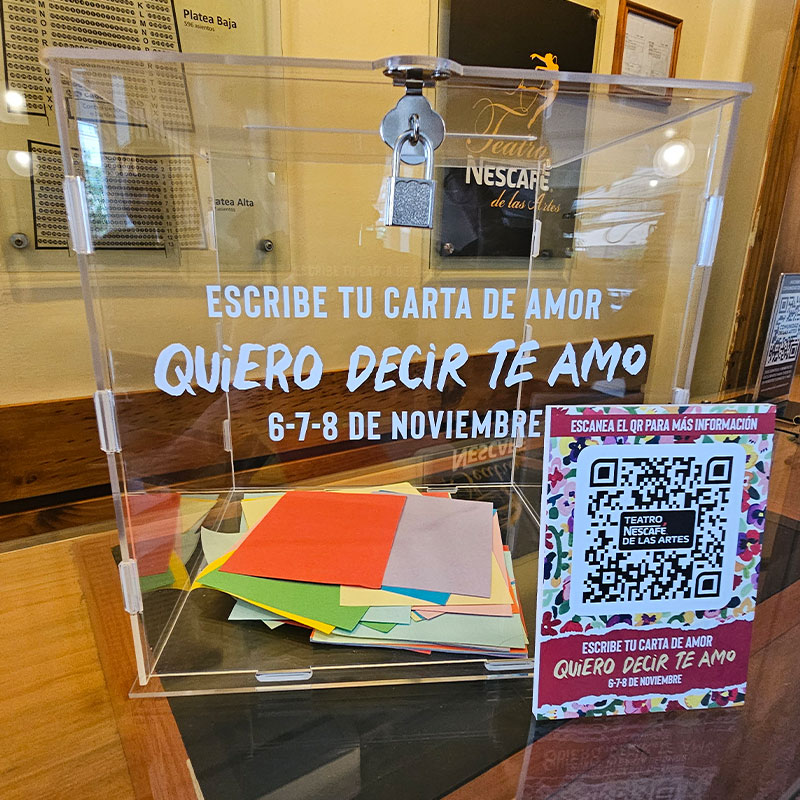 Platea Baja
Platea Alta
Teatro
NESCAFÉ
de las Artes
ESCRIBE TU CARTA DE AMOR
QUIERO DECIR TE AMO
6-7-8 DE NOVIEMBRE
ESCANEA EL QR PARA MÁS INFORMACIÓN
TEATRO
NESCAFÉ
DE LAS ARTES
ESCRIBE TU CARTA DE AMOR
QUIERO DECIR TE AMO
6-7-8 DE NOVIEMBRE